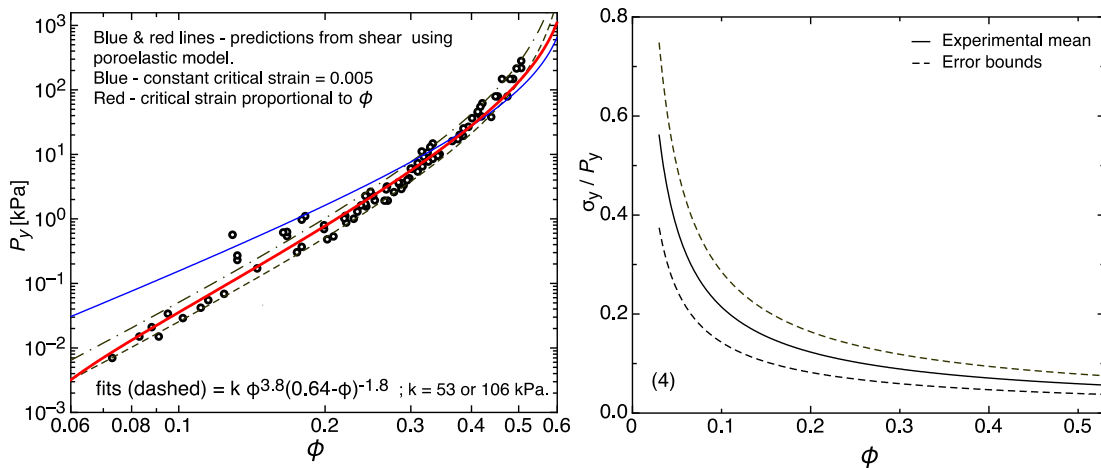 Blue & red lines - predictions from shear using
poroelastic model.
Blue - constant critical strain = 0.005
Red - critical strain proportional to ϕ
10³
10²
10¹
10⁰
10⁻¹
10⁻²
10⁻³
P_y [kPa]
fits (dashed) = k ϕ^3.8(0.64-ϕ)^-1.8 ; k = 53 or 106 kPa.
0.06 0.1 0.2 0.3 0.4 0.5 0.6
ϕ
Experimental mean
Error bounds
0.8
0.6
0.4
0.2
0.0
σ_y / P_y
(4)
0 0.1 0.2 0.3 0.4 0.5
ϕ